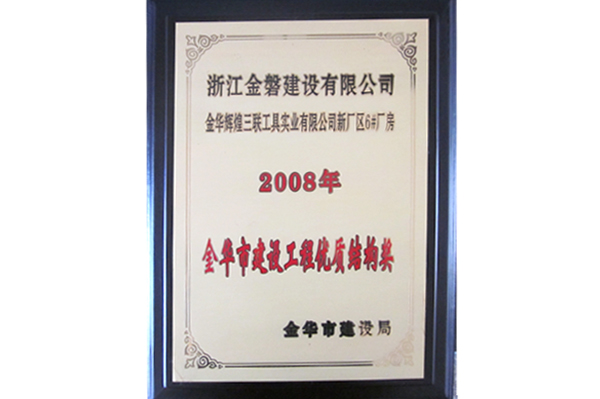 浙江金磐建设有限公司
金华辉煌三联工具实业有限公司新厂区6#厂房
2008年
金华市建设工程优质结构奖
金华市建设局